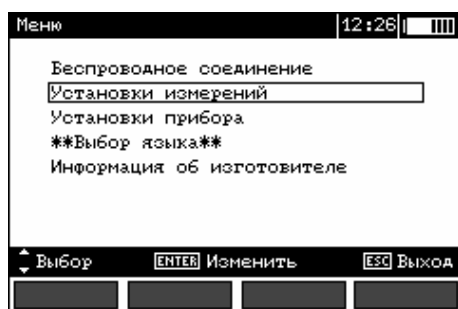 Меню 12:26
Беспроводное соединение
Установки измерений
Установки прибора
**Выбор языка**
Информация об изготовителе
Выбор ENTER Изменить ESC Выход